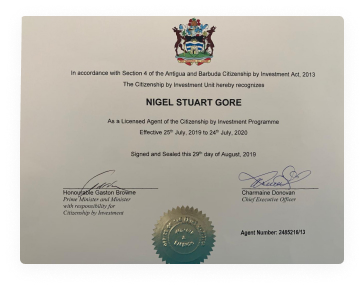 In accordance with Section 4 of the Antigua and Barbuda Citizenship by Investment Act, 2013
The Citizenship by Investment Unit hereby recognizes
NIGEL STUART GORE
As a Licensed Agent of the Citizenship by Investment Programme
Effective 25th July, 2019 to 24th July, 2020
Signed and Sealed this 29th day of August, 2019
Honourable Gaston Browne
Prime Minister and Minister
with responsibility for
Citizenship by Investment
Charmaine Donovan
Chief Executive Officer
Agent Number: 2405218/13